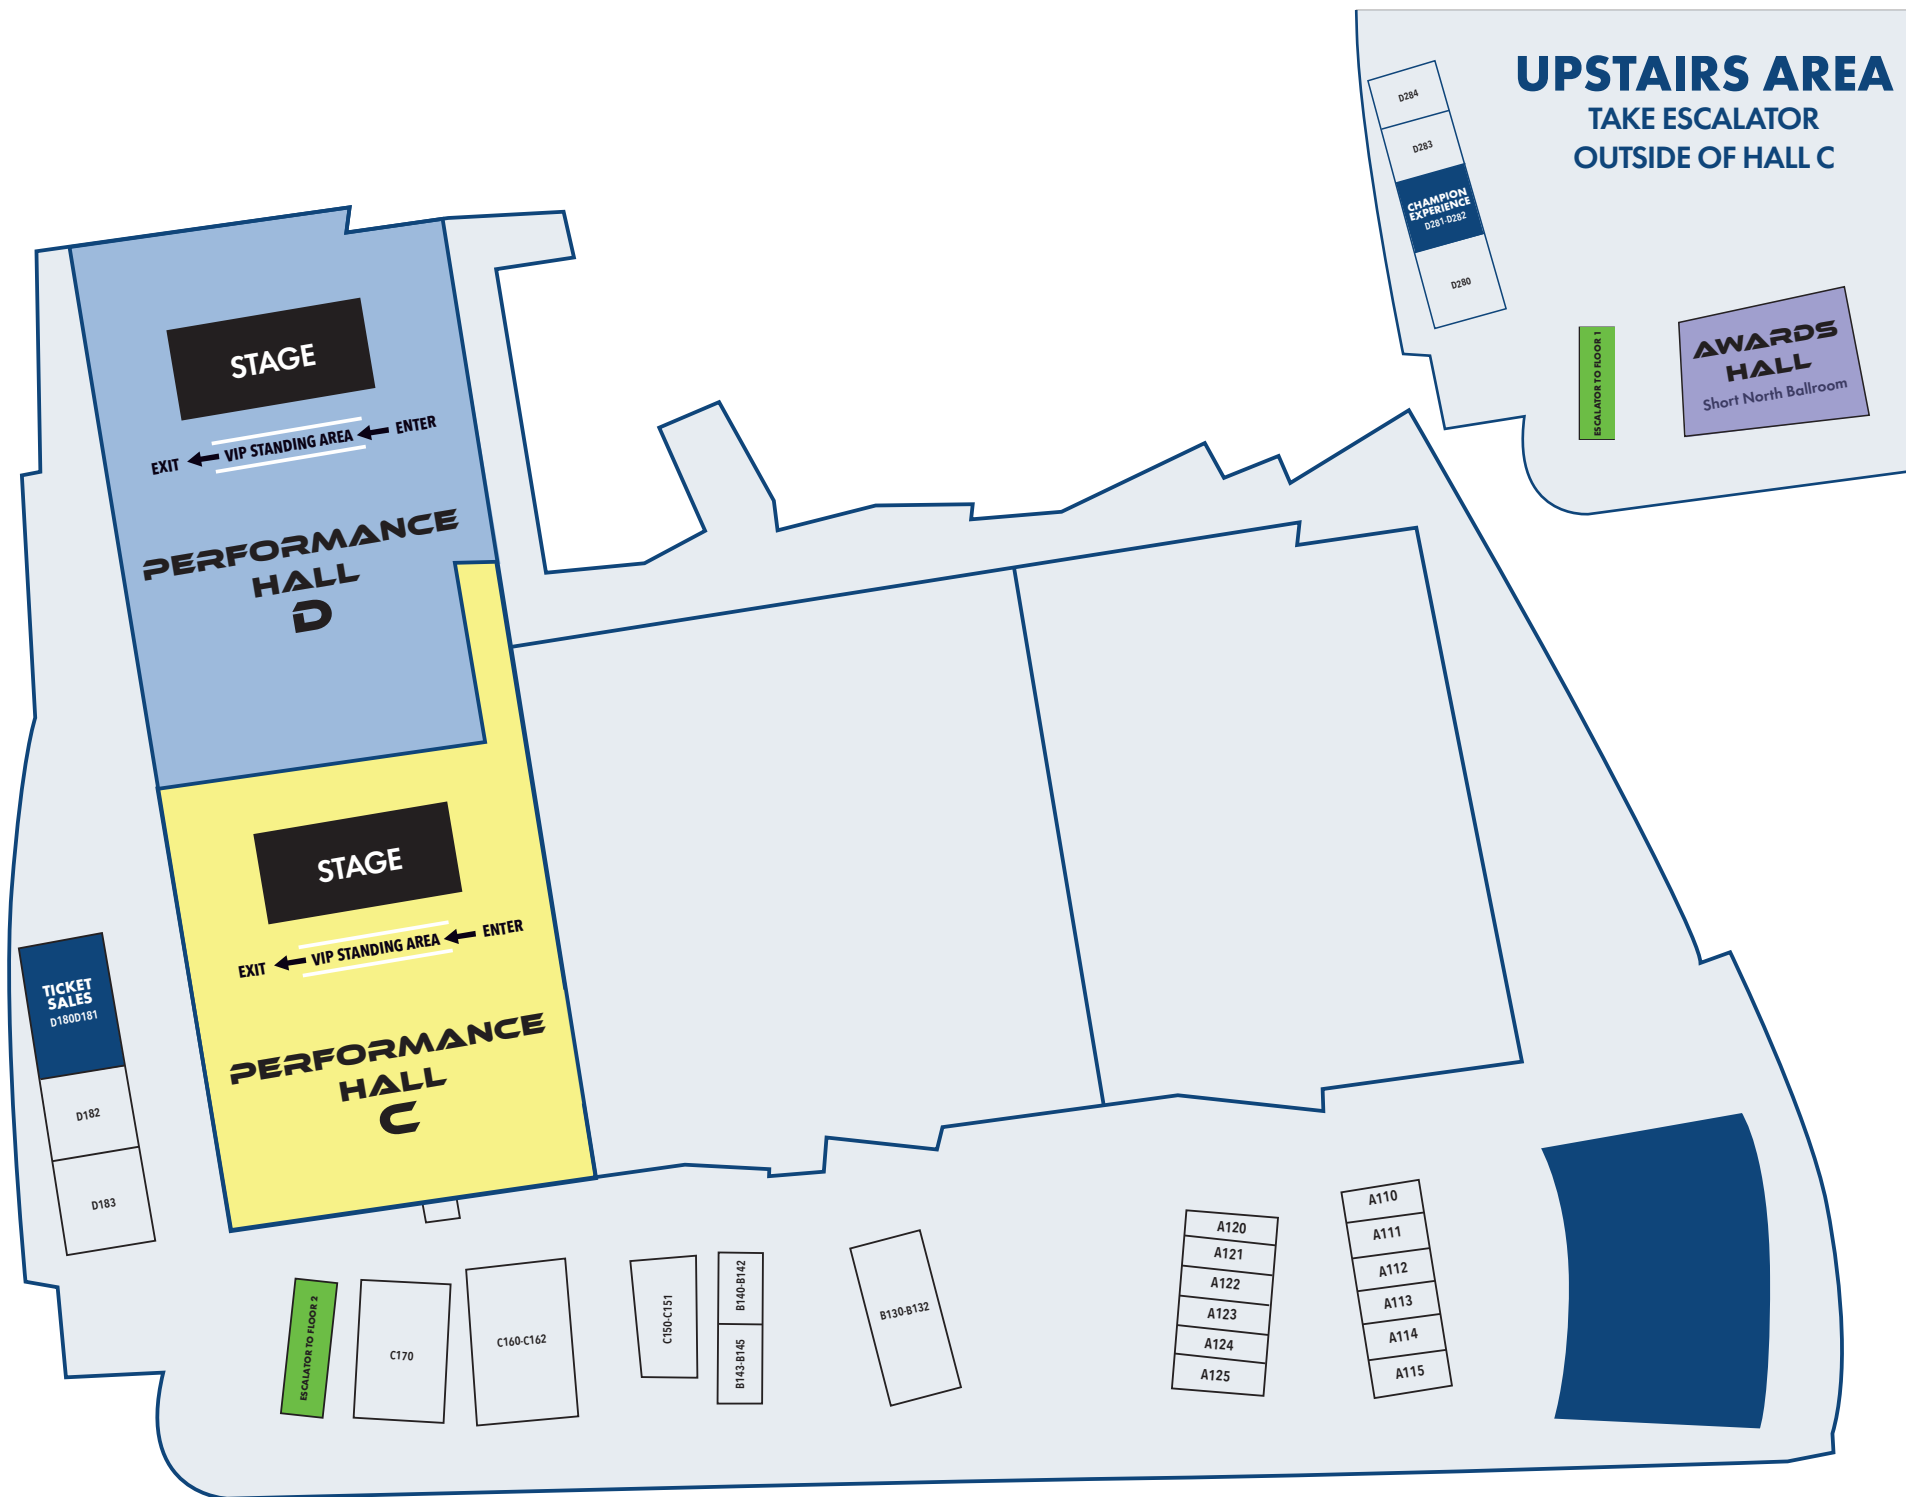 UPSTAIRS AREA
TAKE ESCALATOR
OUTSIDE OF HALL C
D284
D283
CHAMPION
EXPERIENCE
D281-D282
D280
ESCALATOR TO FLOOR 1
AWARDS
HALL
Short North Ballroom
STAGE
EXIT
VIP STANDING AREA
ENTER
PERFORMANCE
HALL
D
STAGE
EXIT
VIP STANDING AREA
ENTER
PERFORMANCE
HALL
C
TICKET
SALES
D180D181
D182
D183
ESCALATOR TO FLOOR 2
C170
C160-C162
C150-C151
B140-B142
B143-B145
B130-B132
A120
A121
A122
A123
A124
A125
A110
A111
A112
A113
A114
A115